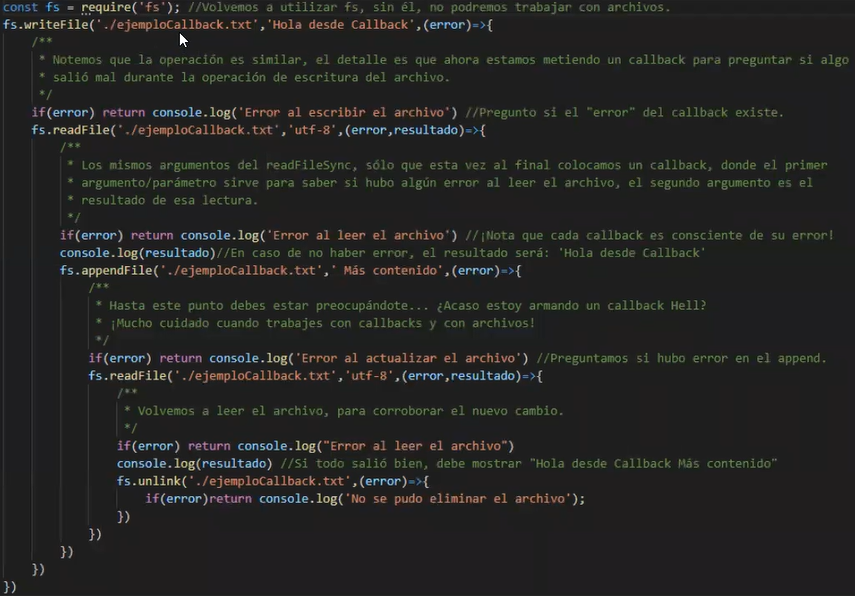 const fs = require('fs'); //Volvemos a utilizar fs, sin él, no podremos trabajar con archivos.
fs.writeFile('./ejemploCallback.txt','Hola desde Callback',(error)=>{
/**
* Notemos que la operación es similar, el detalle es que ahora estamos metiendo un callback para preguntar si algo
* salió mal durante la operación de escritura del archivo.
*/
if(error) return console.log('Error al escribir el archivo') //Pregunto si el "error" del callback existe.
fs.readFile('./ejemploCallback.txt','utf-8',(error,resultado)=>{
/**
* Los mismos argumentos del readFileSync, sólo que esta vez al final colocamos un callback, donde el primer
* argumento/parámetro sirve para saber si hubo algún error al leer el archivo, el segundo argumento es el
* resultado de esa lectura.
*/
if(error) return console.log('Error al leer el archivo') //¡Nota que cada callback es consciente de su error!
console.log(resultado)//En caso de no haber error, el resultado será: 'Hola desde Callback'
fs.appendFile('./ejemploCallback.txt',' Más contenido',(error)=>{
/**
* Hasta este punto debes estar preocupándote... ¿Acaso estoy armando un callback Hell?
* ¡Mucho cuidado cuando trabajes con callbacks y con archivos!
*/
if(error) return console.log('Error al actualizar el archivo') //Preguntamos si hubo error en el append.
fs.readFile('./ejemploCallback.txt','utf-8',(error,resultado)=>{
/**
* Volvemos a leer el archivo, para corroborar el nuevo cambio.
*/
if(error) return console.log("Error al leer el archivo")
console.log(resultado) //Si todo salió bien, debe mostrar "Hola desde Callback Más contenido"
fs.unlink('./ejemploCallback.txt',(error)=>{
if(error)return console.log('No se pudo eliminar el archivo');
})
})
})
})
})